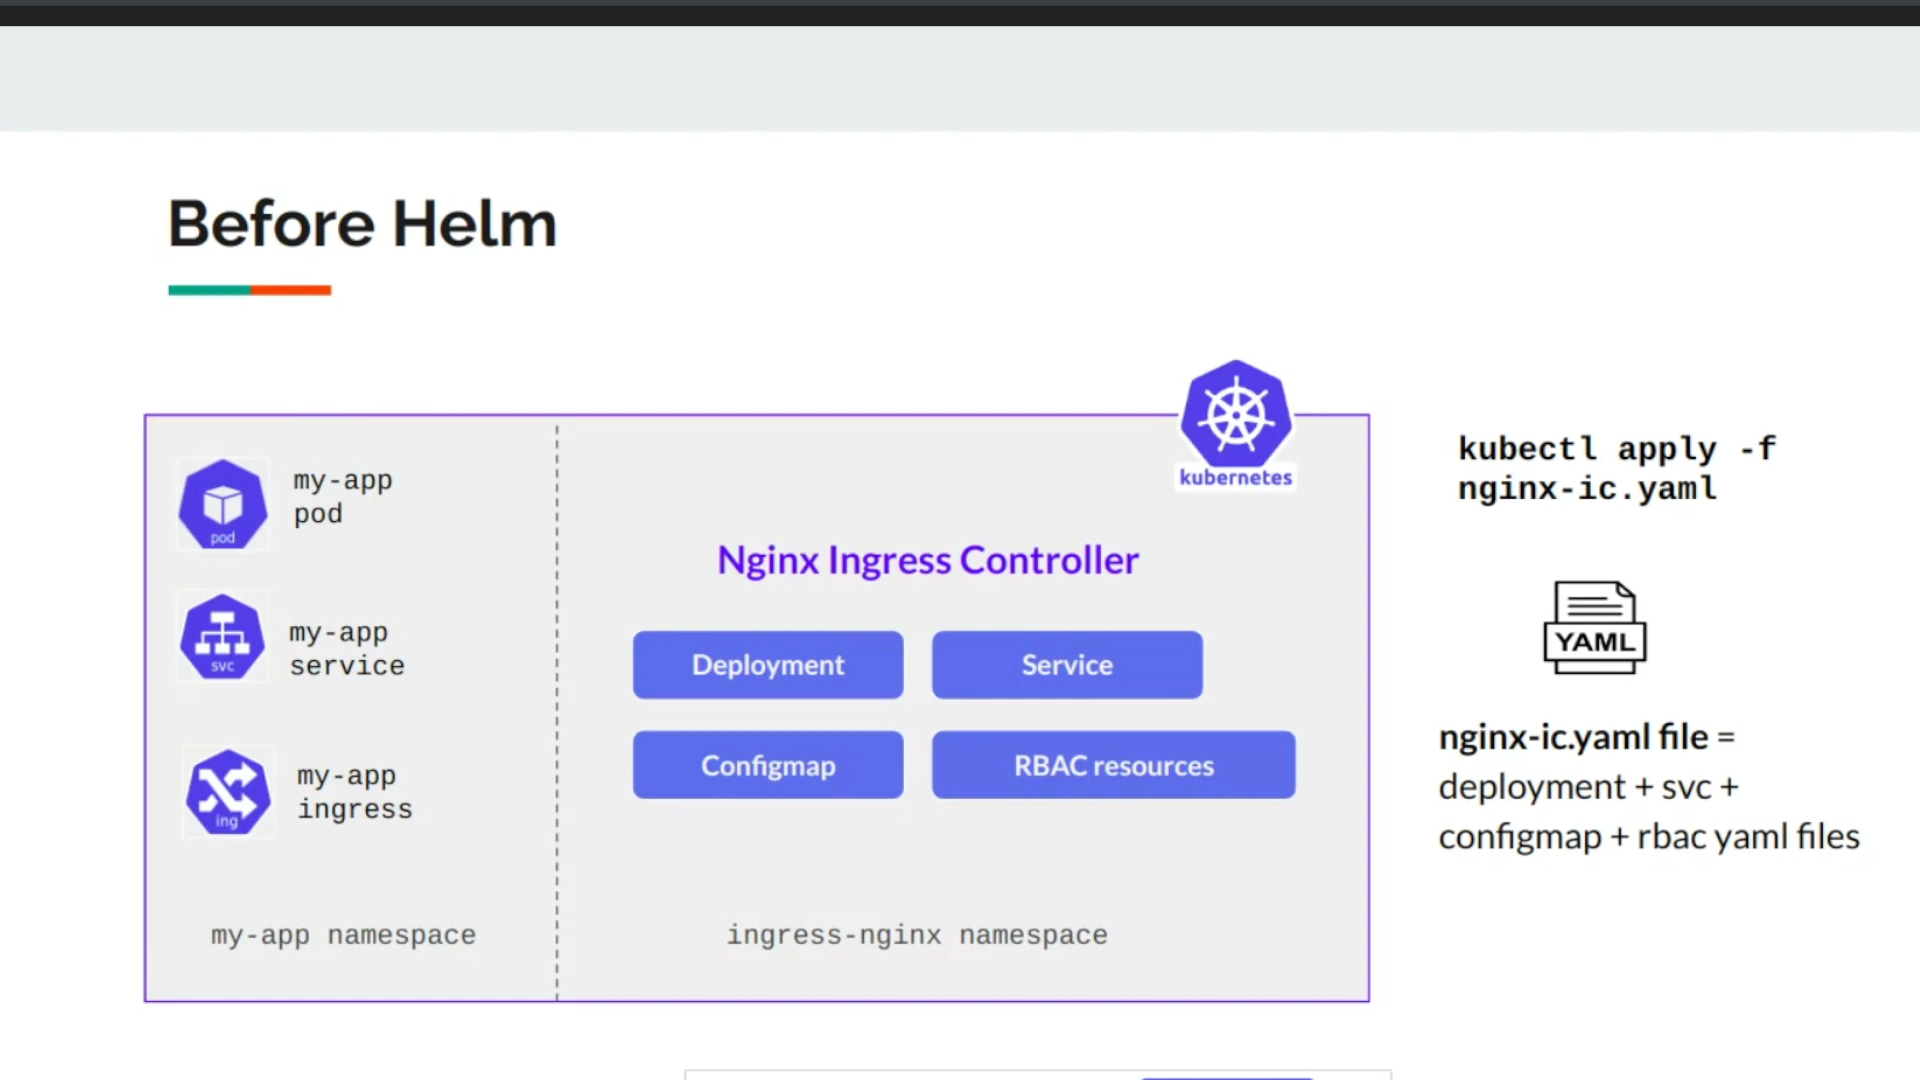 Before Helm
kubernetes
pod
my-app
pod
svc
my-app
service
ing
my-app
ingress
my-app namespace
Nginx Ingress Controller
Deployment
Service
Configmap
RBAC resources
ingress-nginx namespace
kubectl apply -f
nginx-ic.yaml
YAML
nginx-ic.yaml file =
deployment + svc +
configmap + rbac yaml files